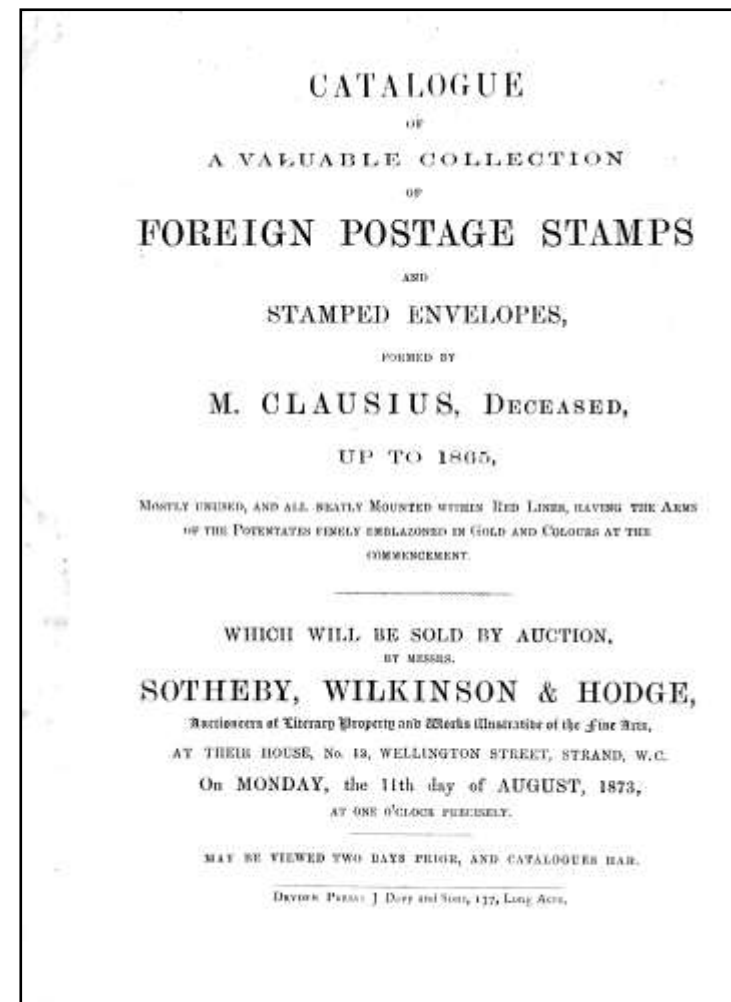 CATALOGUE
OF
A VALUABLE COLLECTION
OF
FOREIGN POSTAGE STAMPS
AND
STAMPED ENVELOPES,
FORMED BY
M. CLAUSIUS, DECEASED,
UP TO 1865,
MOSTLY UNUSED, AND ALL NEATLY MOUNTED WITHIN RED LINES, HAVING THE ARMS
OF THE POTENTATES FINELY EMBLAZONED IN GOLD AND COLOURS AT THE
COMMENCEMENT.
WHICH WILL BE SOLD BY AUCTION,
BY MESSRS.
SOTHEBY, WILKINSON & HODGE,
Auctioneers of Literary Property and Works illustrative of the Fine Arts,
AT THEIR HOUSE, No. 13, WELLINGTON STREET, STRAND, W.C.
On MONDAY, the 11th day of AUGUST, 1873,
AT ONE O'CLOCK PRECISELY.
MAY BE VIEWED TWO DAYS PRIOR, AND CATALOGUES HAD.
DRYDEN PRESS: J Davy and Sons, 137, Long Acre.